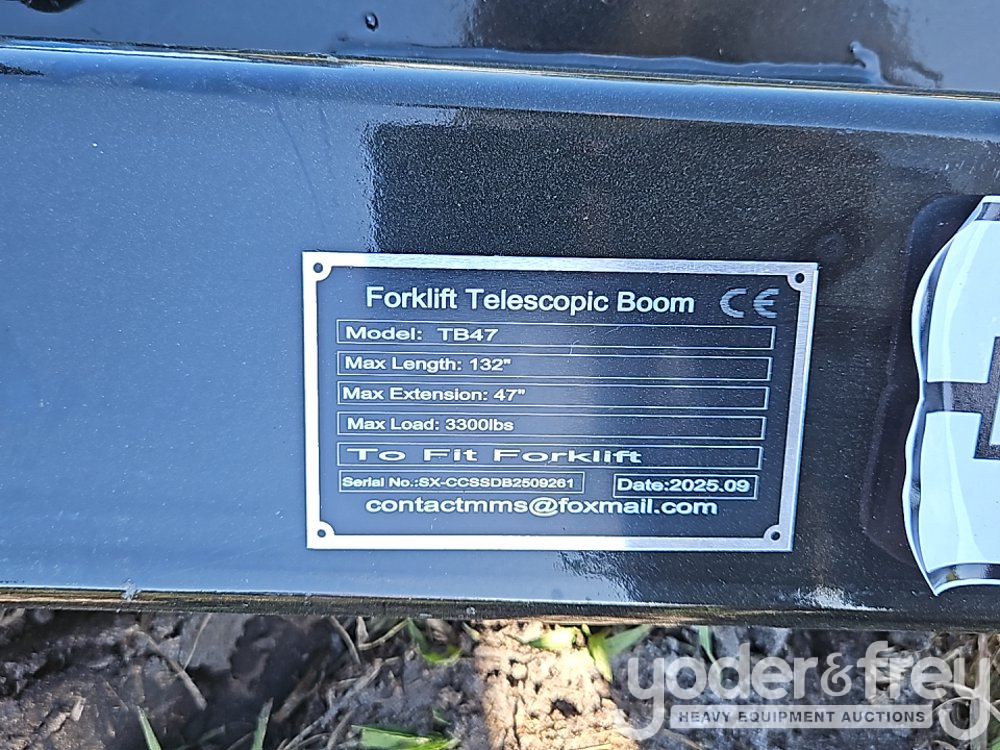 Forklift Telescopic Boom CE
Model: TB47
Max Length: 132"
Max Extension: 47"
Max Load: 3300lbs
To Fit Forklift
Serial No.:SX-CCSSDB2509261 Date:2025.09
contactmms@foxmail.com
yoder&frey
HEAVY EQUIPMENT AUCTIONS